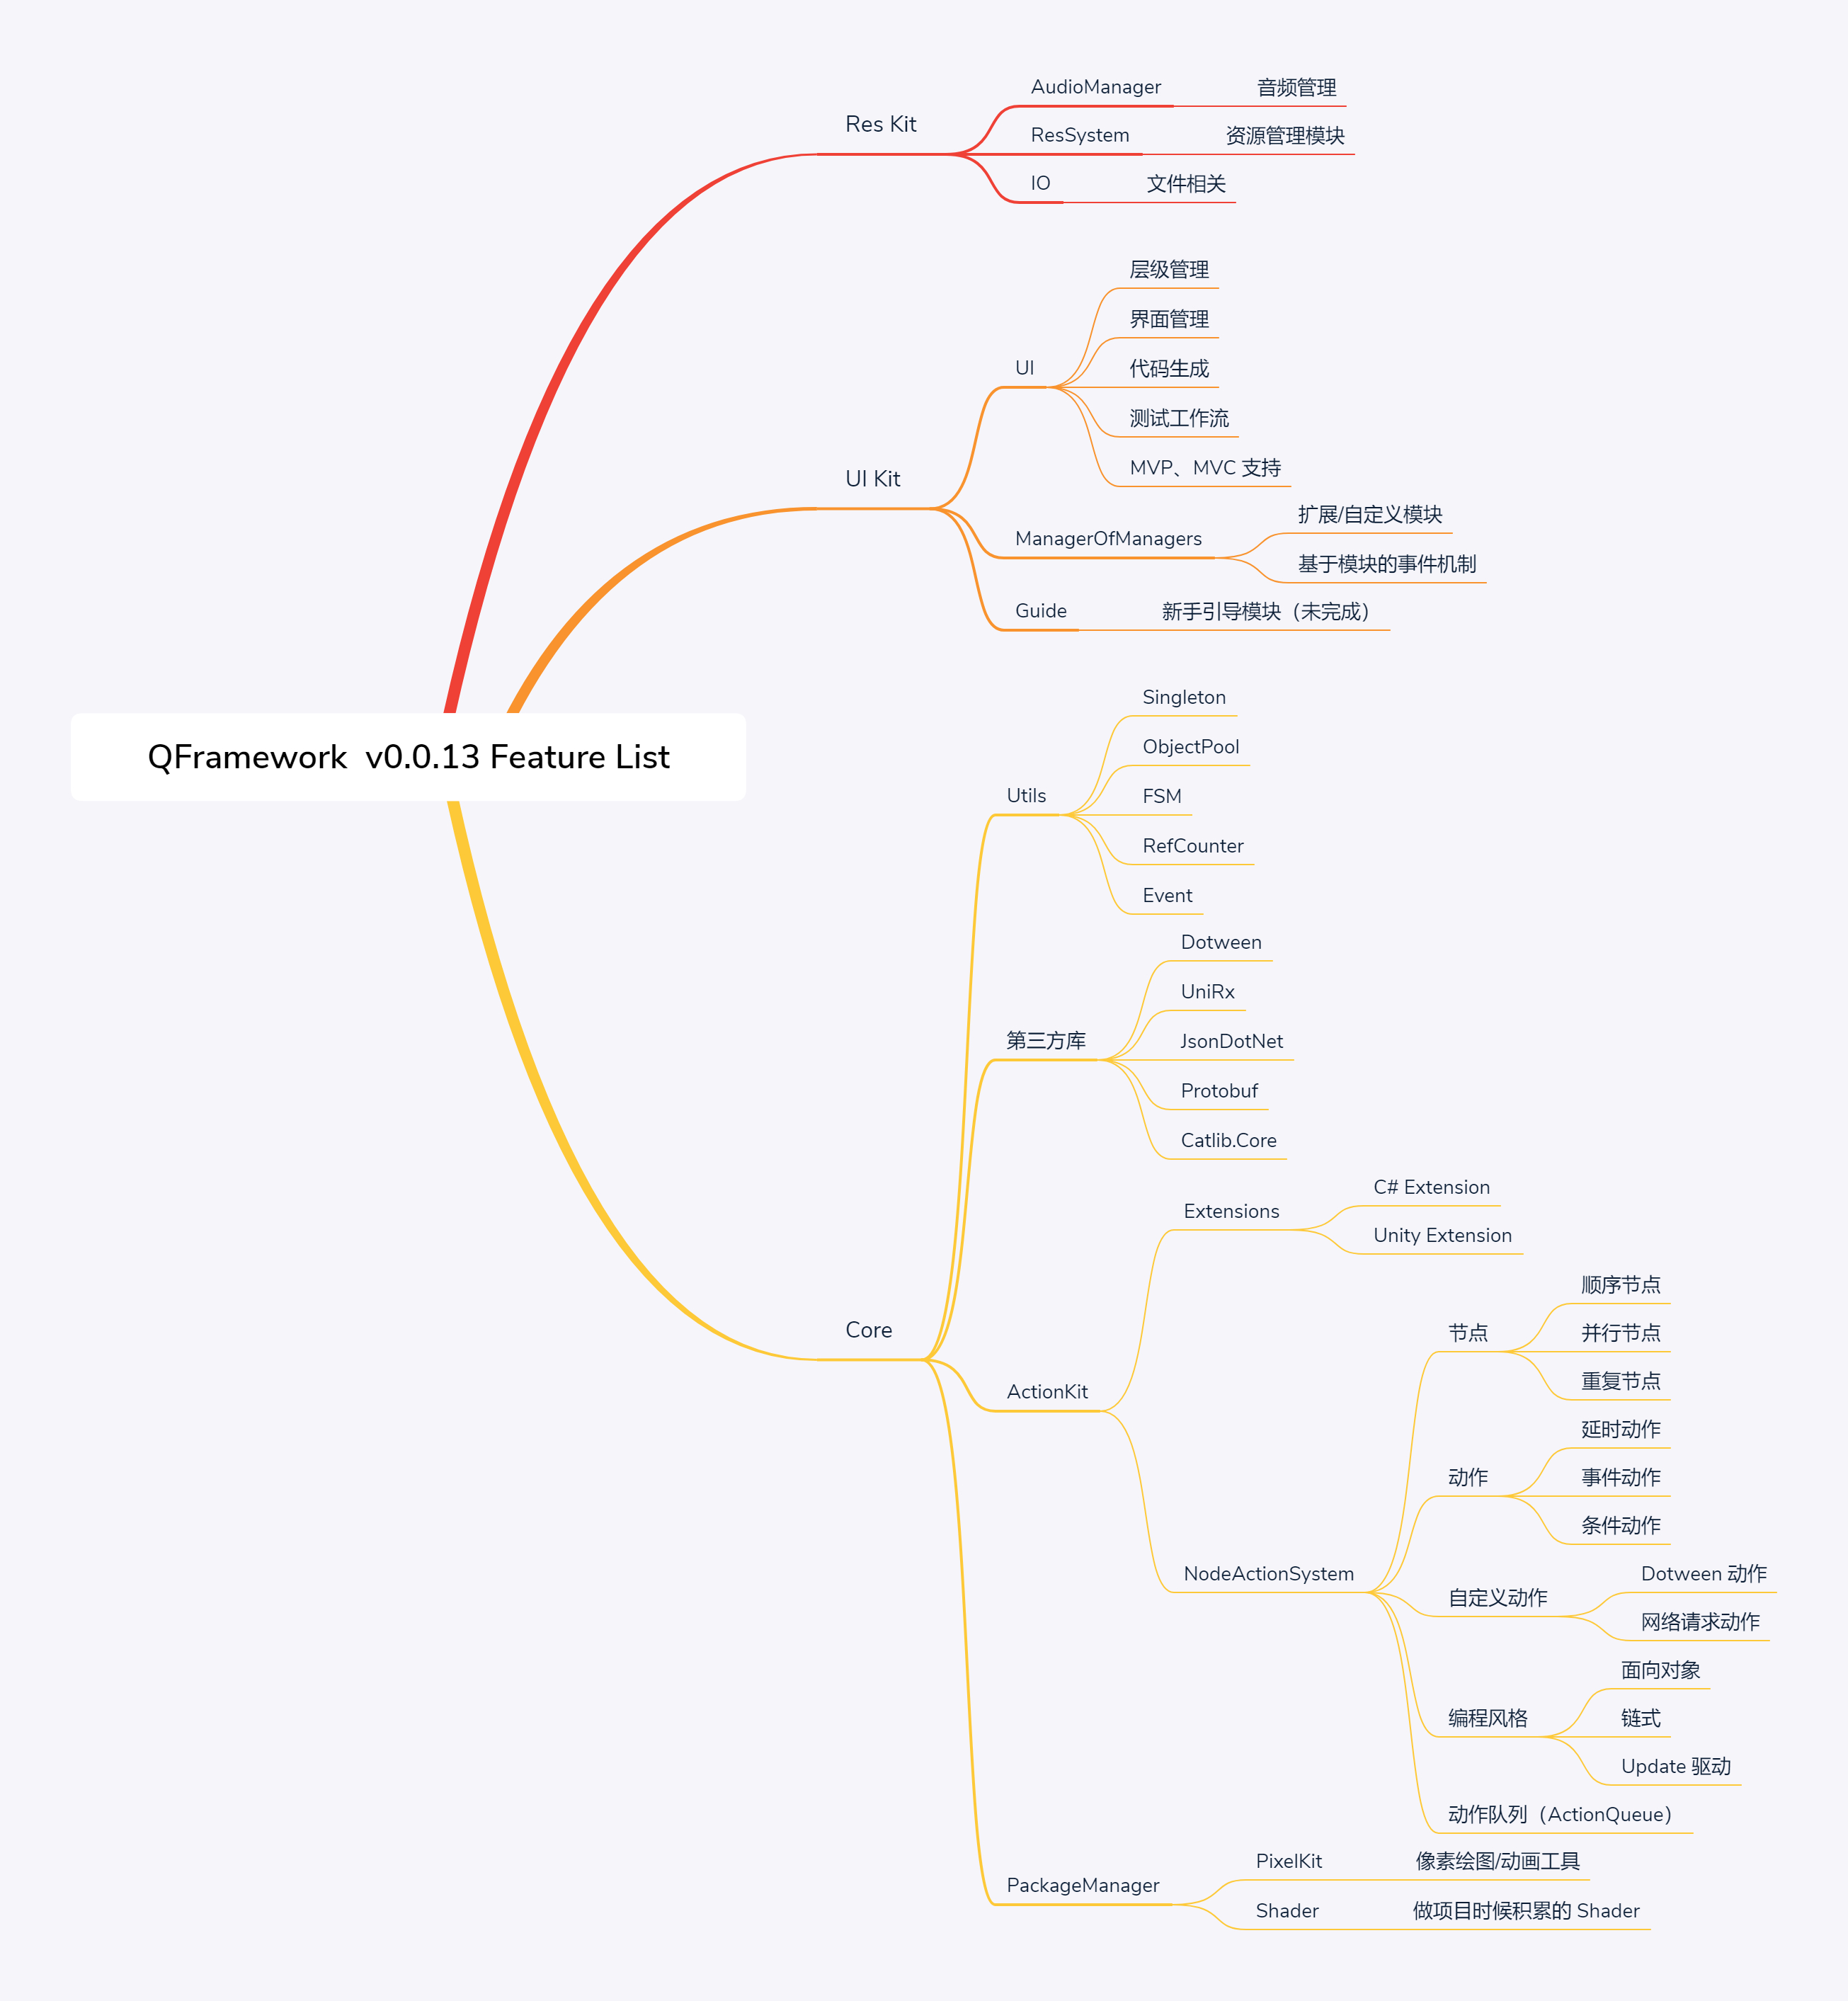 QFramework  v0.0.13 Feature List
Res Kit
AudioManager
音频管理
ResSystem
资源管理模块
IO
文件相关
UI Kit
UI
层级管理
界面管理
代码生成
测试工作流
MVP、MVC 支持
ManagerOfManagers
扩展/自定义模块
基于模块的事件机制
Guide
新手引导模块（未完成）
Core
Utils
Singleton
ObjectPool
FSM
RefCounter
Event
第三方库
Dotween
UniRx
JsonDotNet
Protobuf
Catlib.Core
ActionKit
Extensions
C# Extension
Unity Extension
NodeActionSystem
节点
顺序节点
并行节点
重复节点
动作
延时动作
事件动作
条件动作
自定义动作
Dotween 动作
网络请求动作
编程风格
面向对象
链式
Update 驱动
动作队列（ActionQueue）
PackageManager
PixelKit
像素绘图/动画工具
Shader
做项目时候积累的 Shader